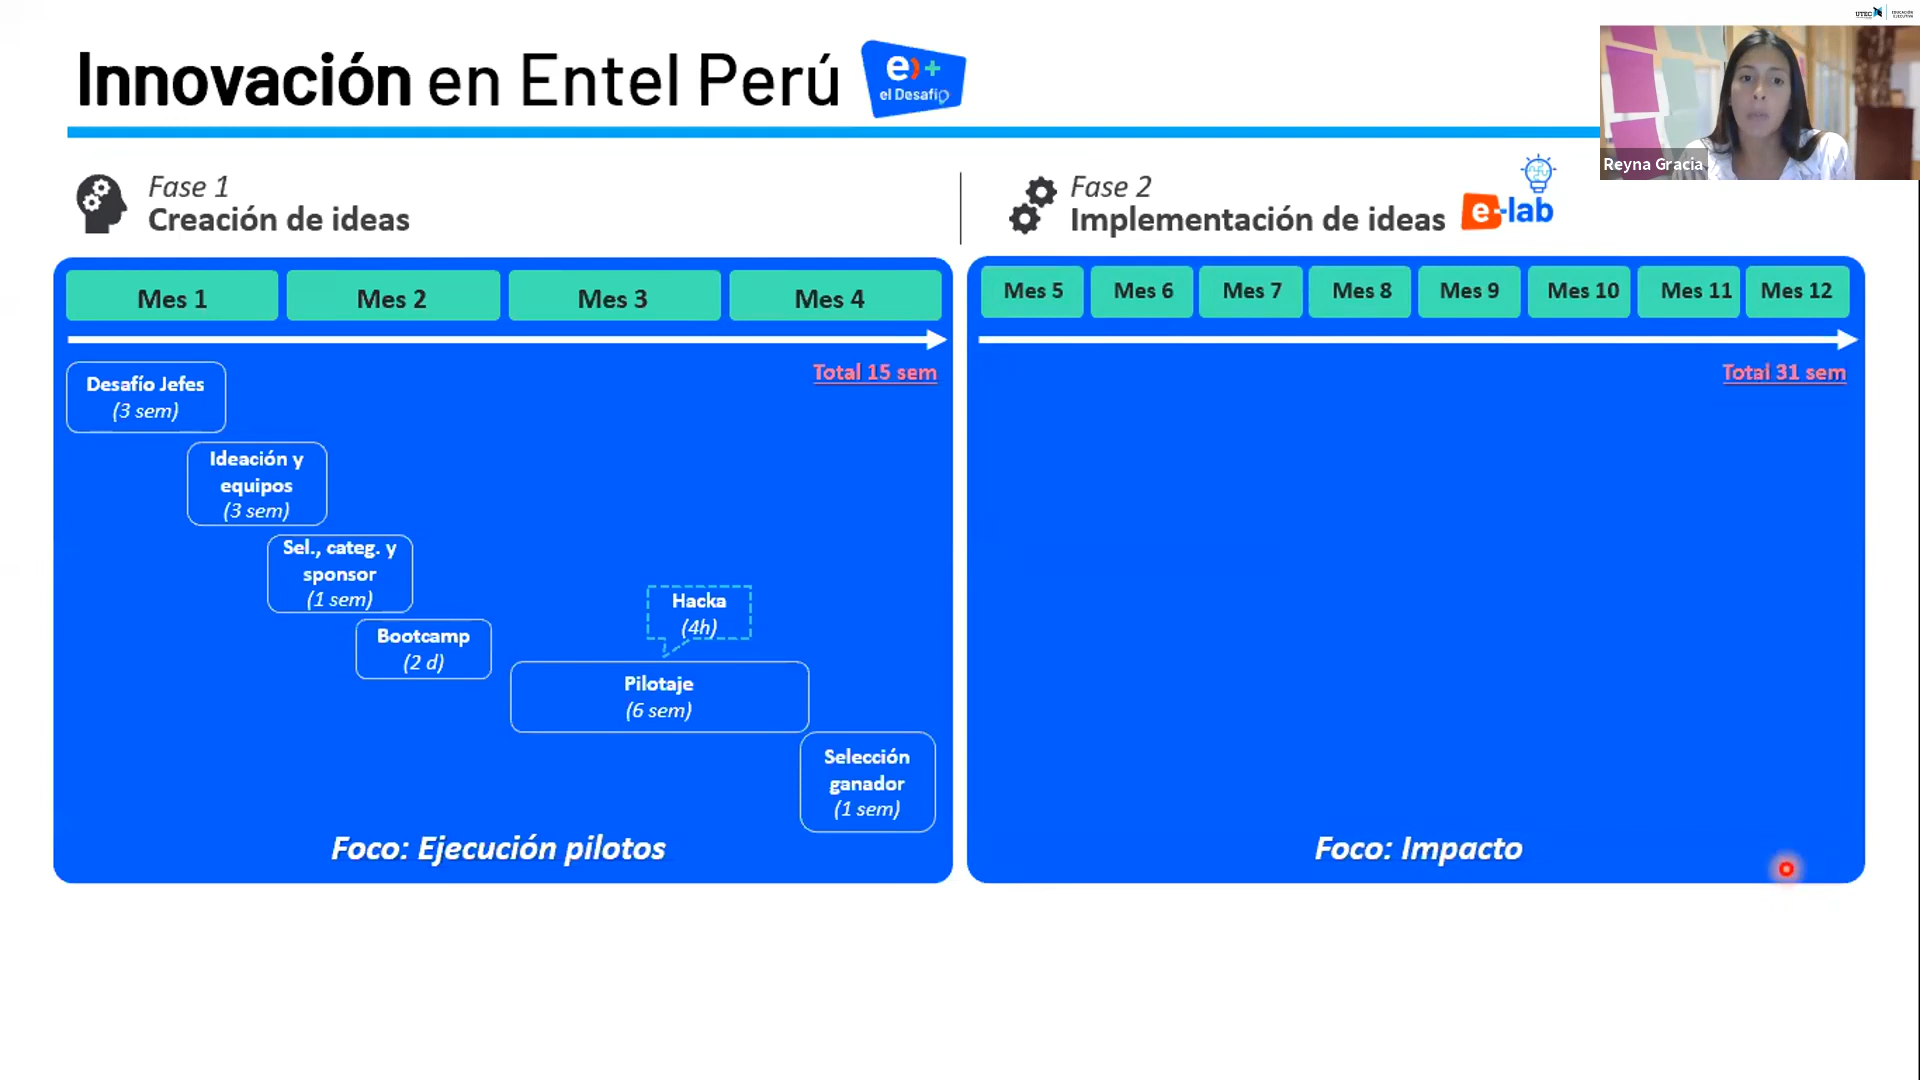 UTEC
Innovación en Entel Perú
e)+
el Desafío
Reyna Gracia
Fase 1
Creación de ideas
Fase 2
Implementación de ideas
e-lab
Mes 1
Mes 2
Mes 3
Mes 4
Total 15 sem
Desafío Jefes
(3 sem)
Ideación y
equipos
(3 sem)
Sel., categ. y
sponsor
(1 sem)
Bootcamp
(2 d)
Hacka
(4h)
Pilotaje
(6 sem)
Selección
ganador
(1 sem)
Foco: Ejecución pilotos
Mes 5
Mes 6
Mes 7
Mes 8
Mes 9
Mes 10
Mes 11
Mes 12
Total 31 sem
Foco: Impacto